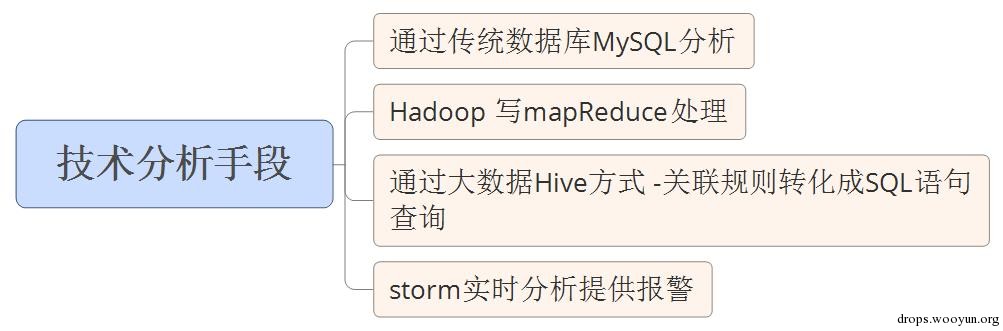 技术分析手段
通过传统数据库MySQL分析
Hadoop 写mapReduce处理
通过大数据Hive方式 -关联规则转化成SQL语句
查询
storm实时分析提供报警
drops.wooyun.org